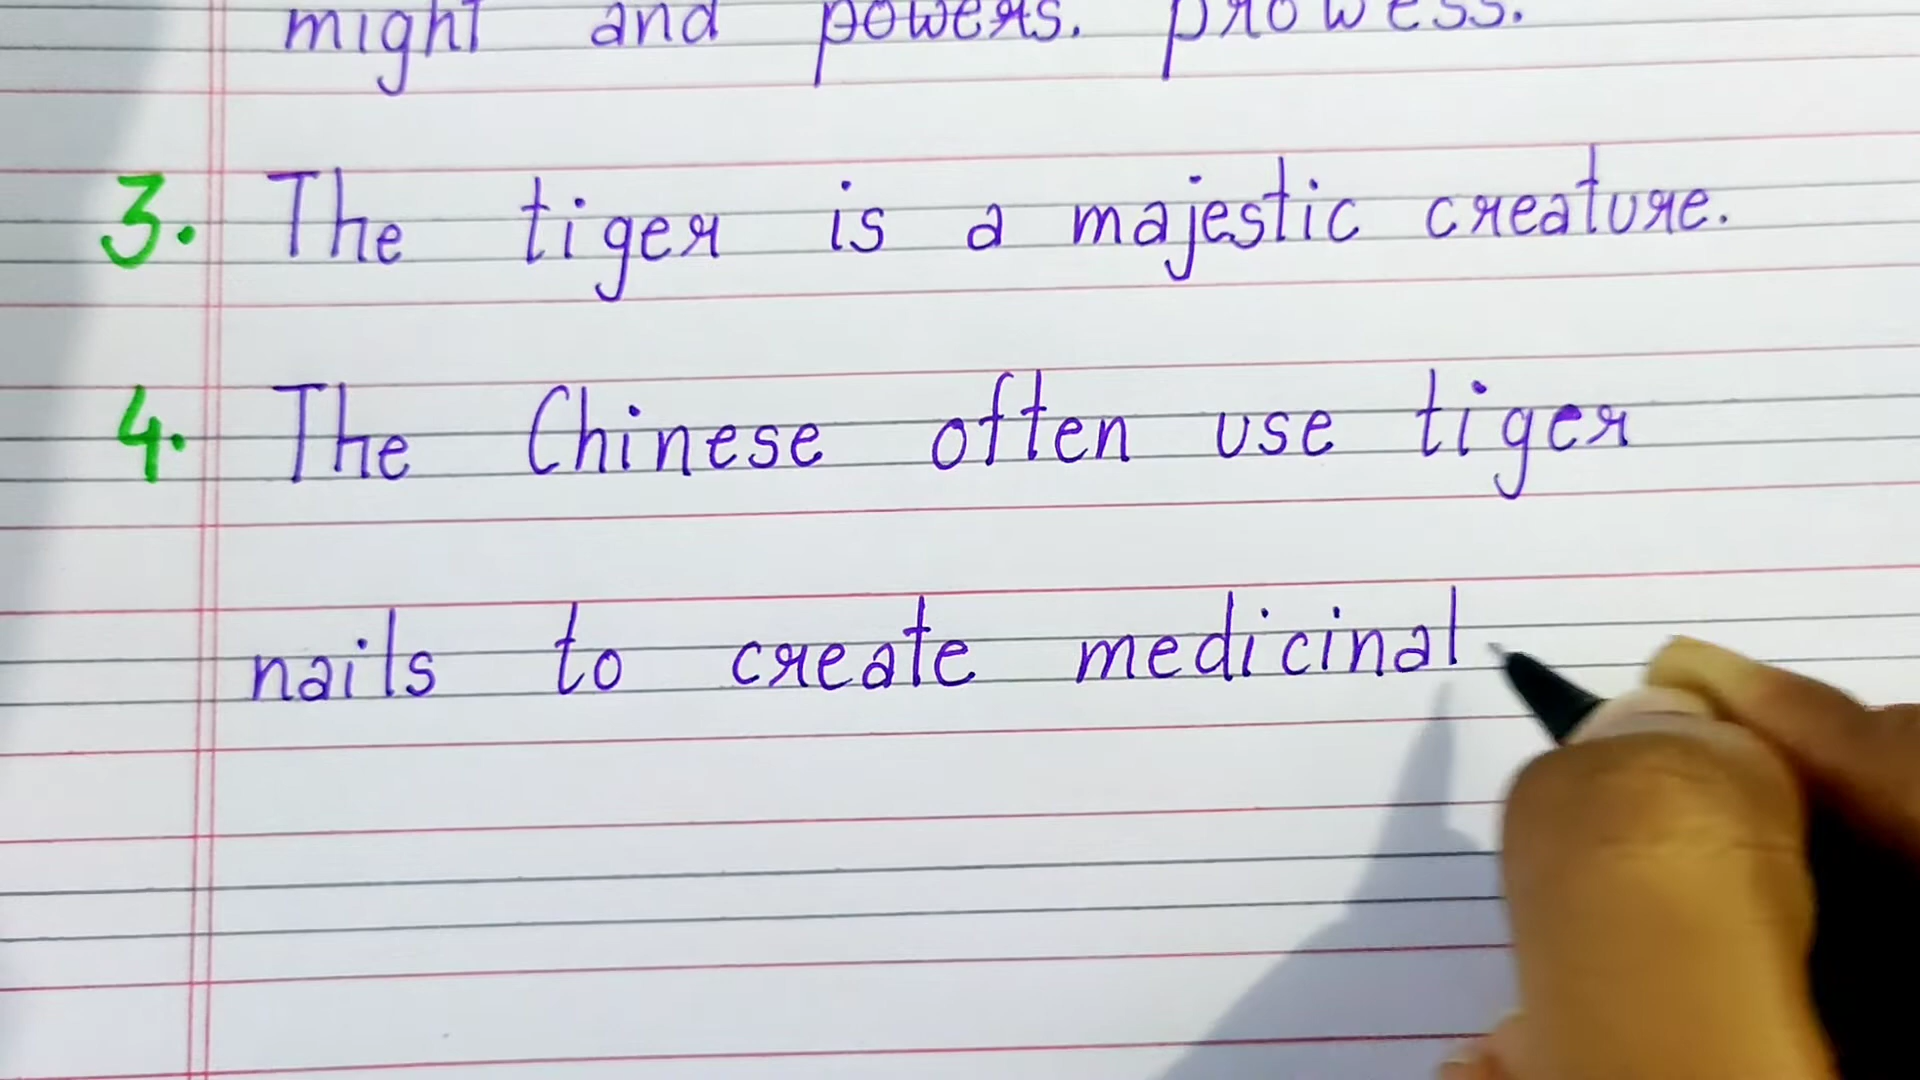 might and powers. prowess.
3. The tiger is a majestic creature.
4. The Chinese often use tiger
nails to create medicinal